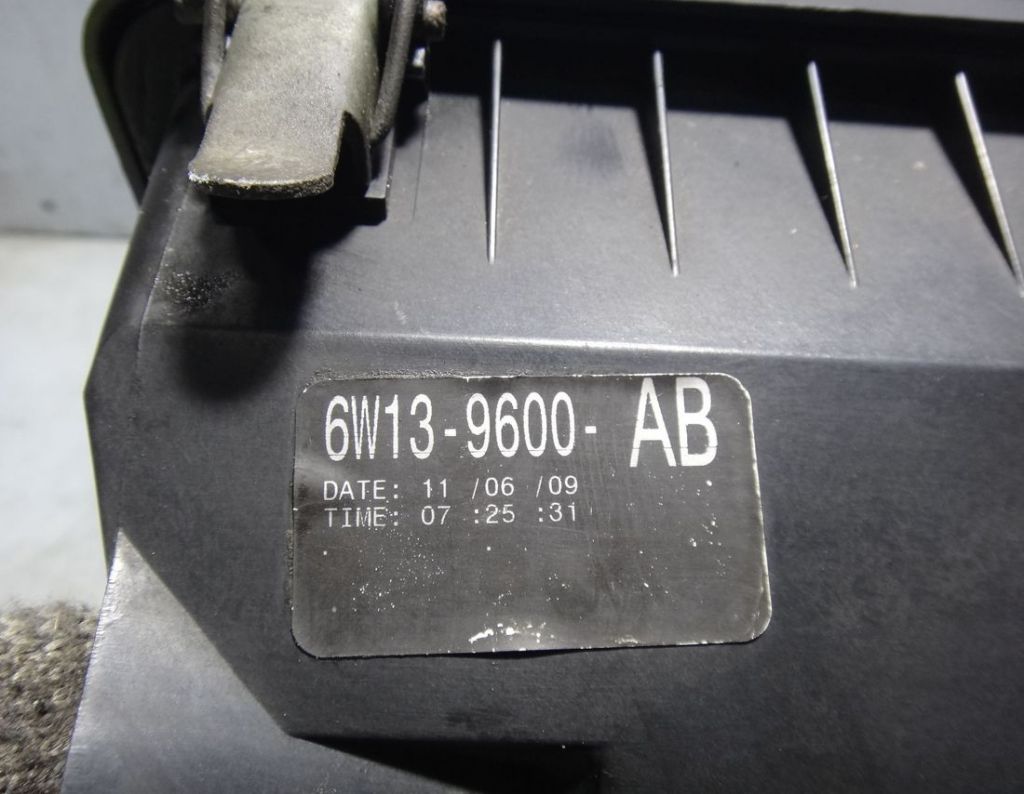 6W13-9600- AB
DATE: 11 /06 /09
TIME: 07 :25 :31